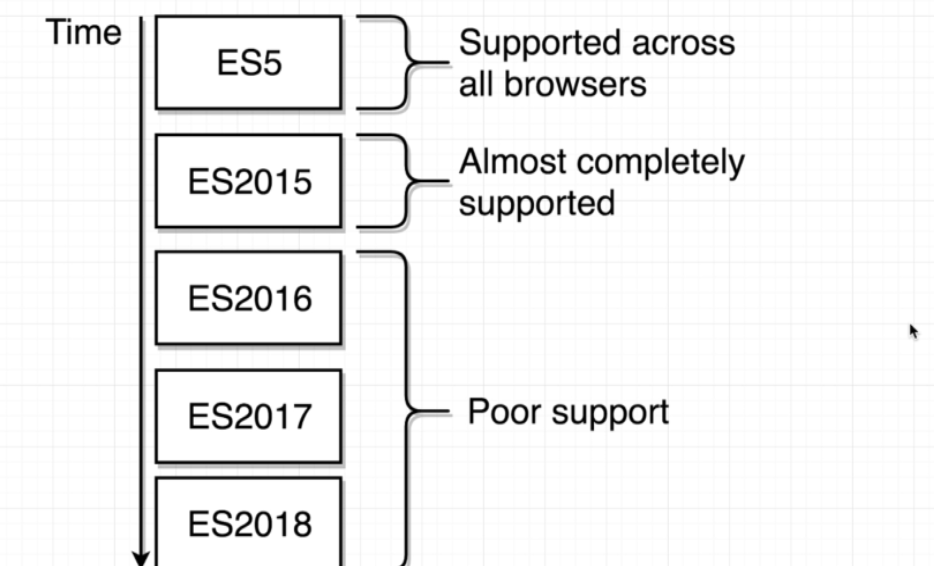 Time
ES5
Supported across
all browsers
ES2015
Almost completely
supported
ES2016
ES2017
Poor support
ES2018